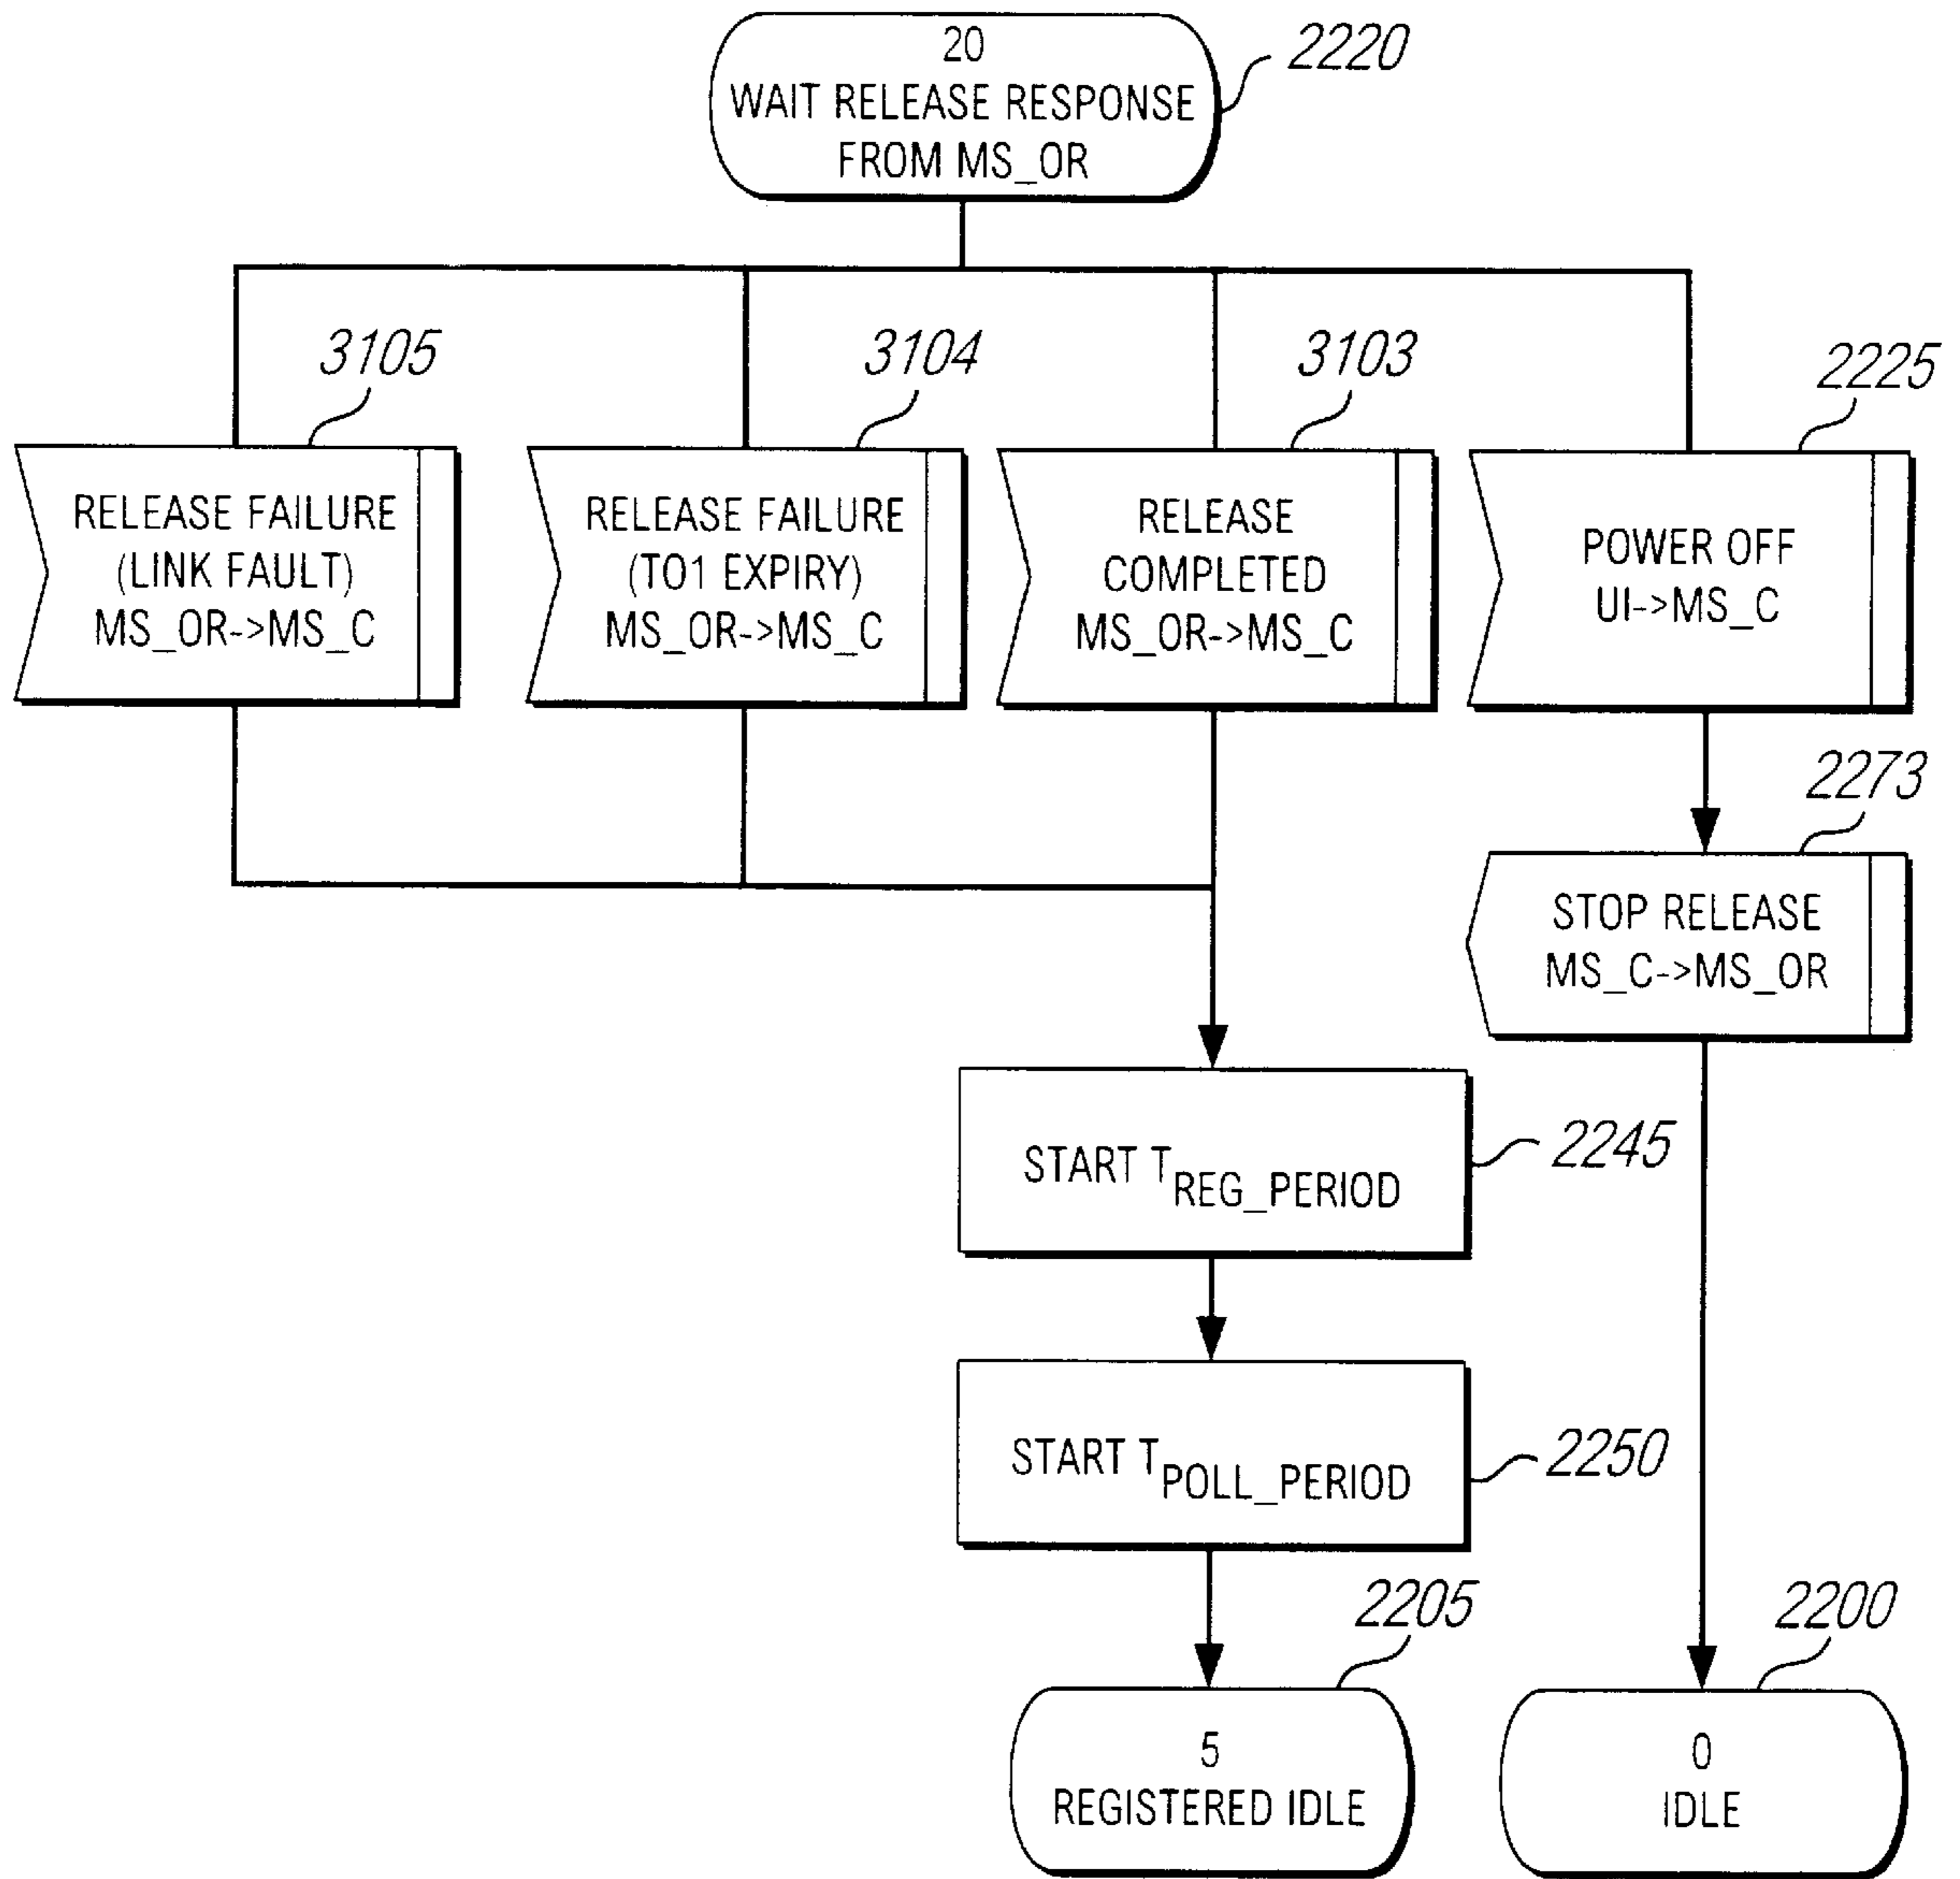 20
WAIT RELEASE RESPONSE
FROM MS_OR
2220
3105
3104
3103
2225
RELEASE FAILURE
(LINK FAULT)
MS_OR->MS_C
RELEASE FAILURE
(TO1 EXPIRY)
MS_OR->MS_C
RELEASE
COMPLETED
MS_OR->MS_C
POWER OFF
UI->MS_C
2273
STOP RELEASE
MS_C->MS_OR
START T REG_PERIOD
2245
START T POLL_PERIOD
2250
2205
2200
5
REGISTERED IDLE
0
IDLE